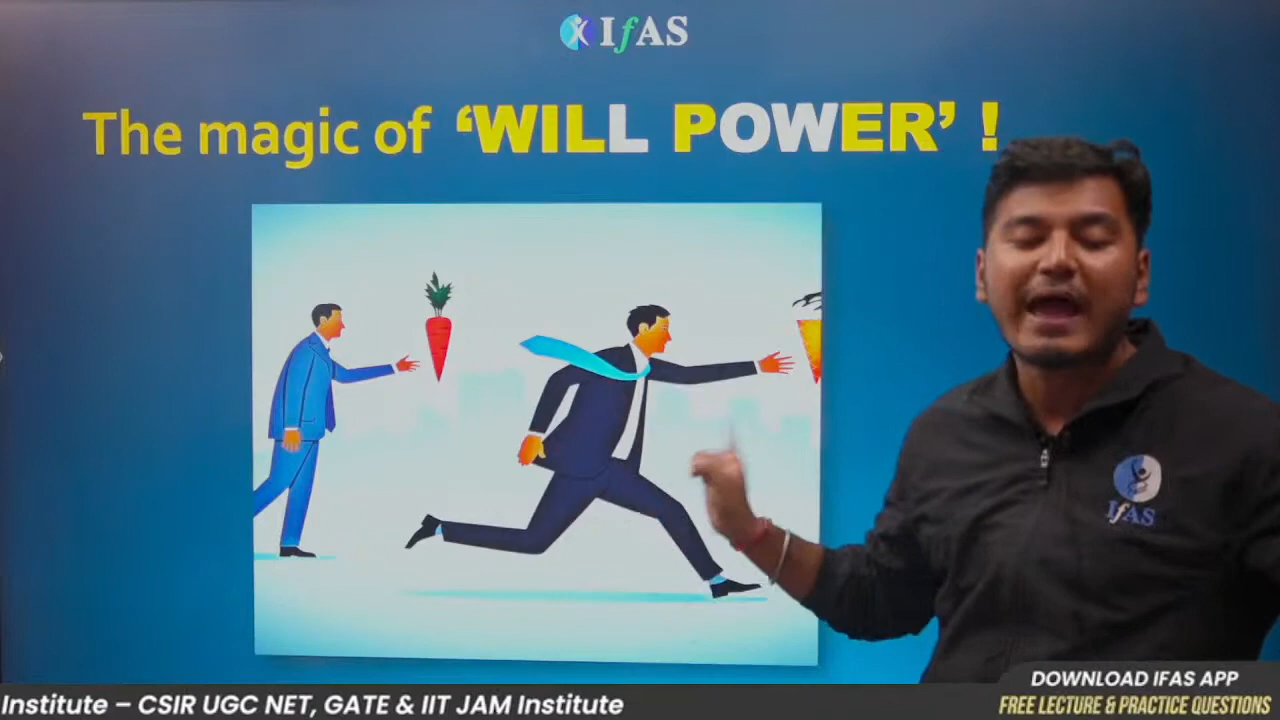 IfAS
The magic of ‘WILL POWER’ !
IfAS
Institute – CSIR UGC NET, GATE & IIT JAM Institute
DOWNLOAD IFAS APP
FREE LECTURE & PRACTICE QUESTIONS